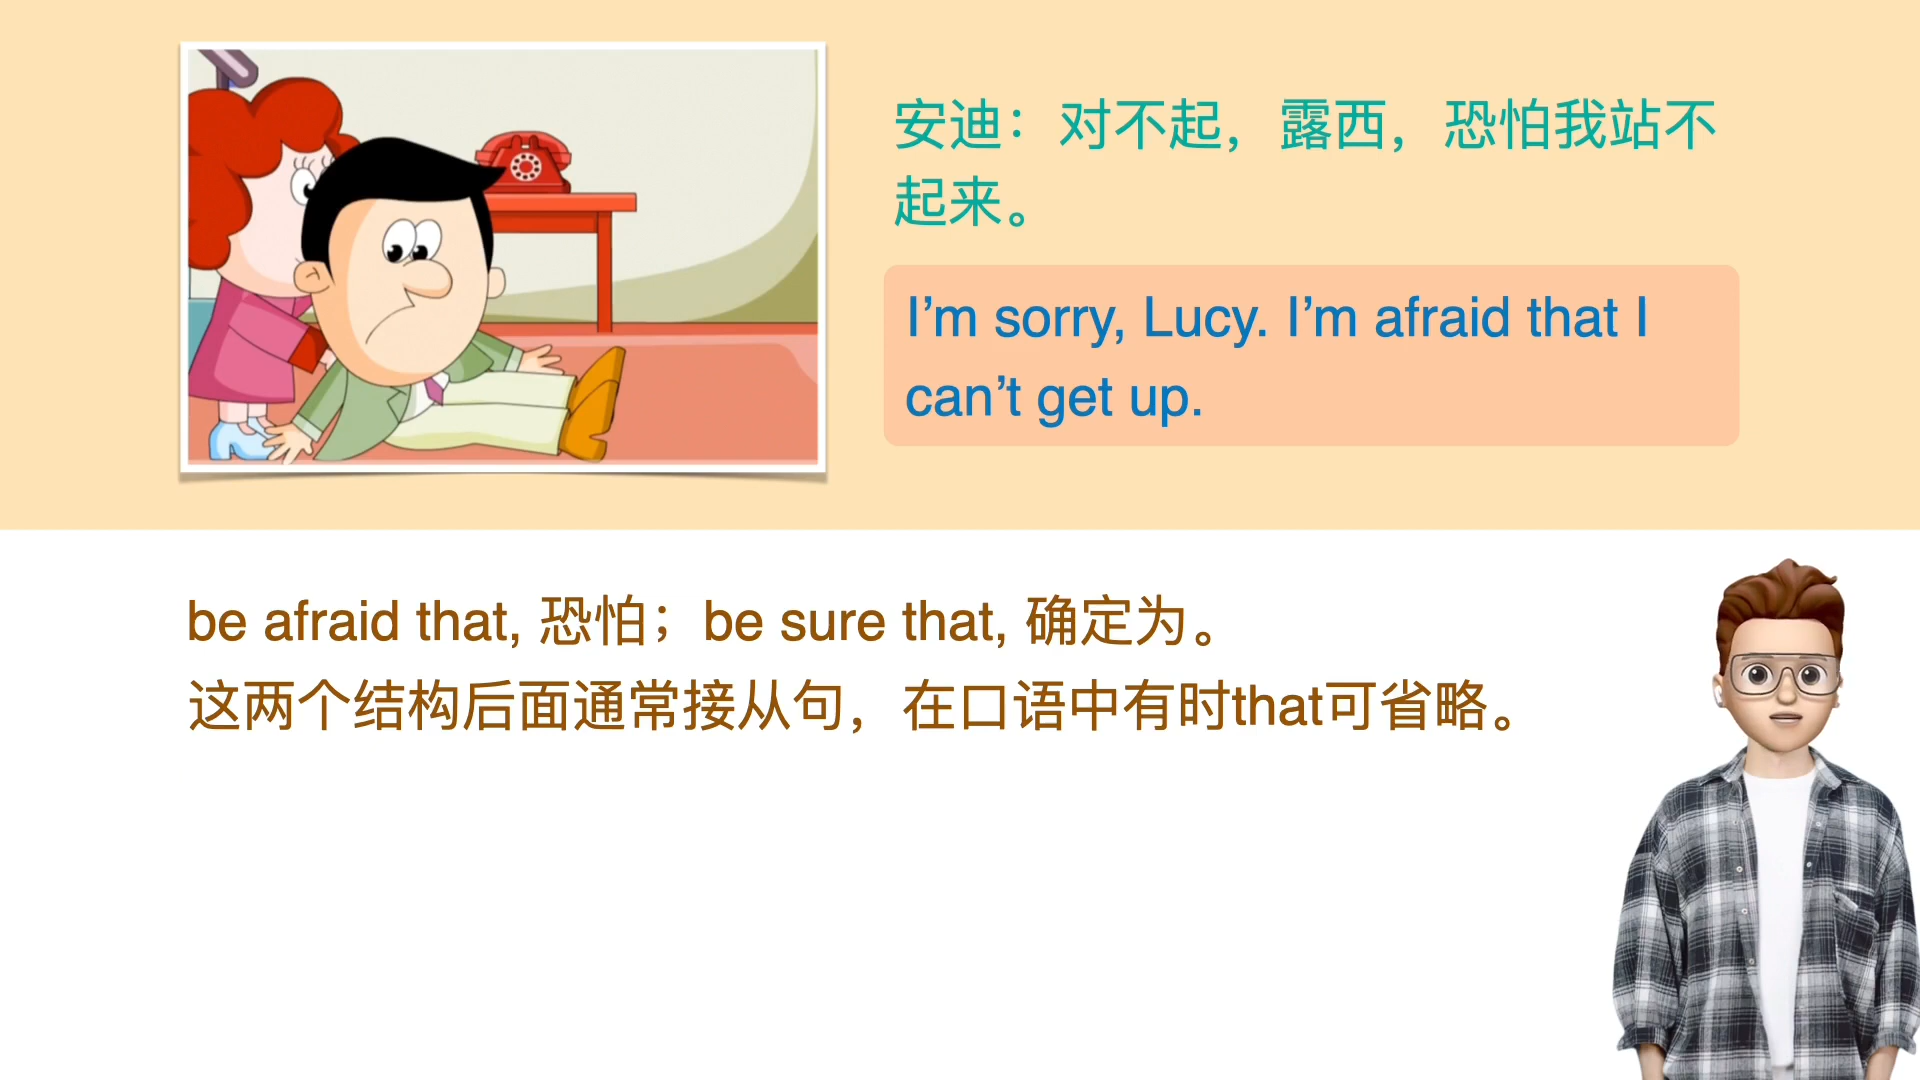 安迪：对不起，露西，恐怕我站不
起来。
I’m sorry, Lucy. I’m afraid that I
can’t get up.
be afraid that, 恐怕；be sure that, 确定为。
这两个结构后面通常接从句，在口语中有时that可省略。